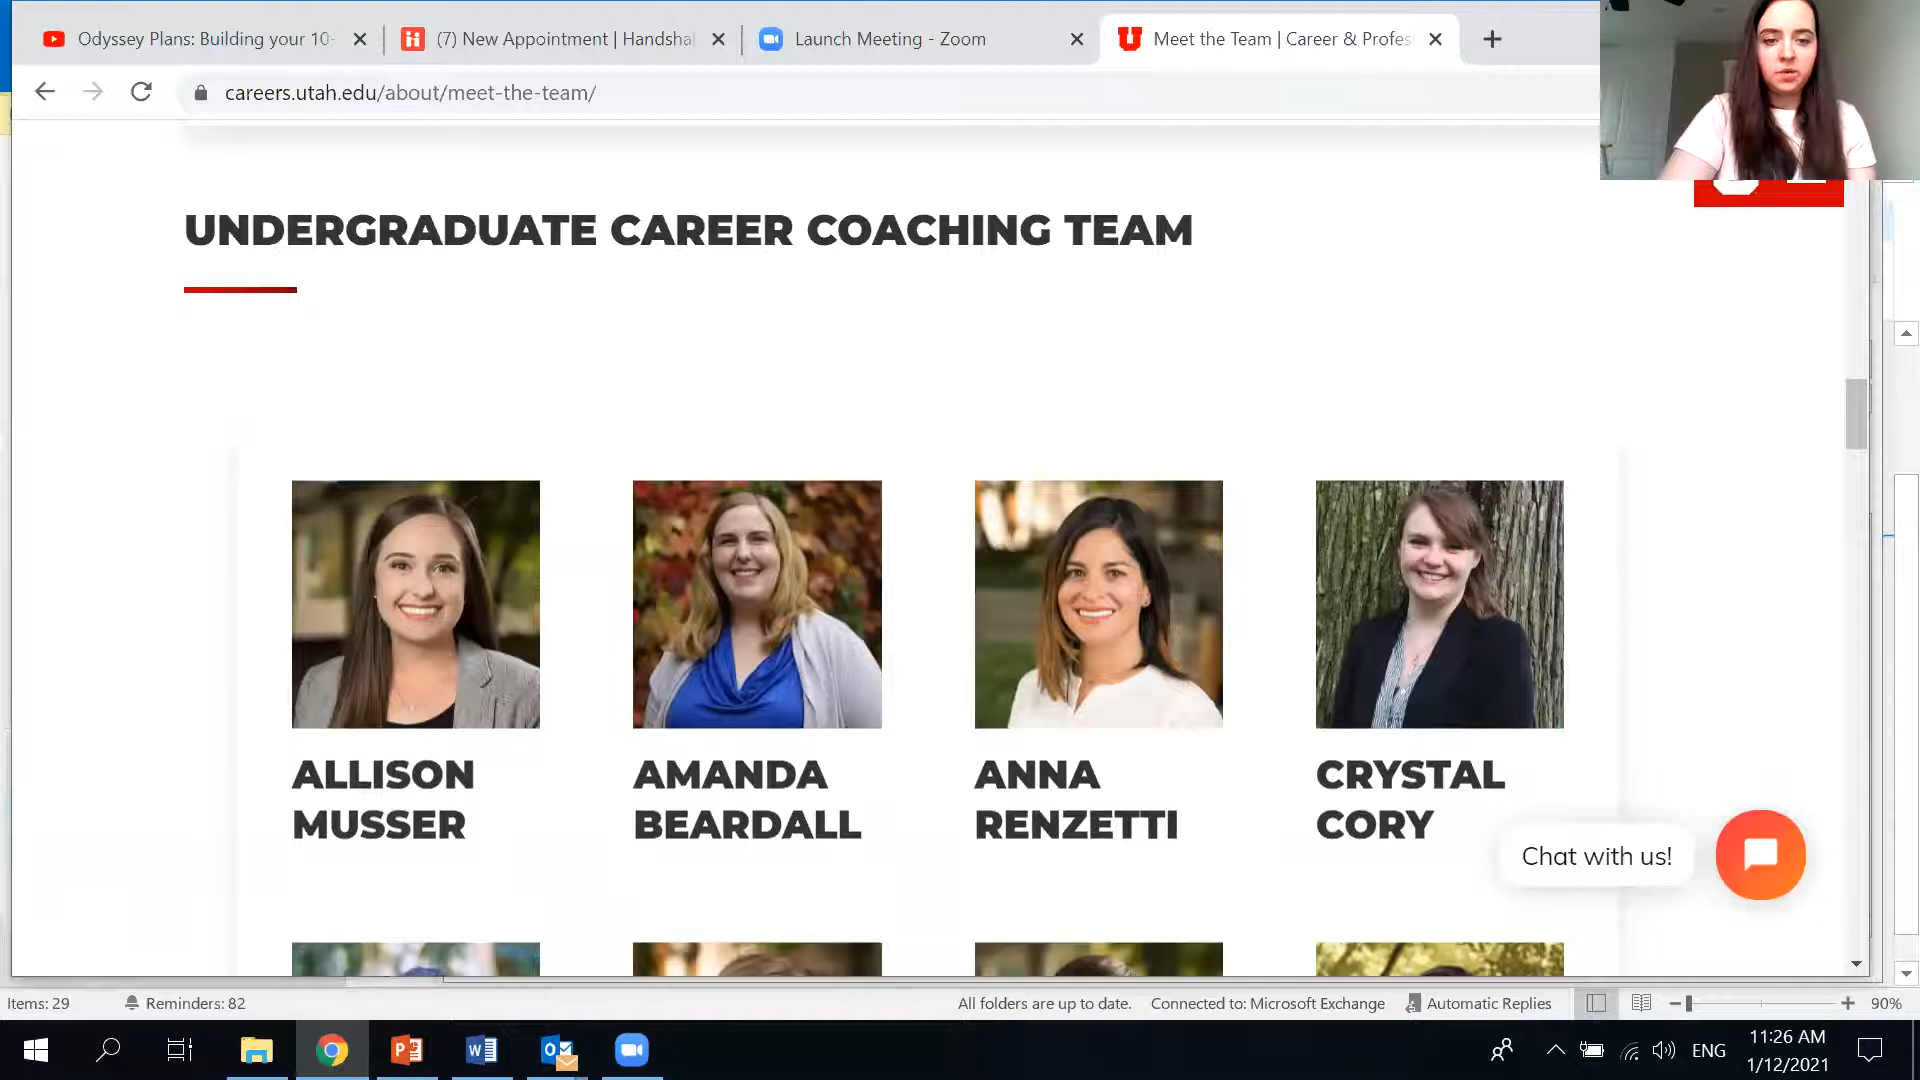 Odyssey Plans: Building your 10-
(7) New Appointment | Handsha
Launch Meeting - Zoom
Meet the Team | Career & Profes
careers.utah.edu/about/meet-the-team/
UNDERGRADUATE CAREER COACHING TEAM
ALLISON
MUSSER
AMANDA
BEARDALL
ANNA
RENZETTI
CRYSTAL
CORY
Chat with us!
Items: 29
Reminders: 82
All folders are up to date.
Connected to: Microsoft Exchange
Automatic Replies
90%
ENG
11:26 AM
1/12/2021